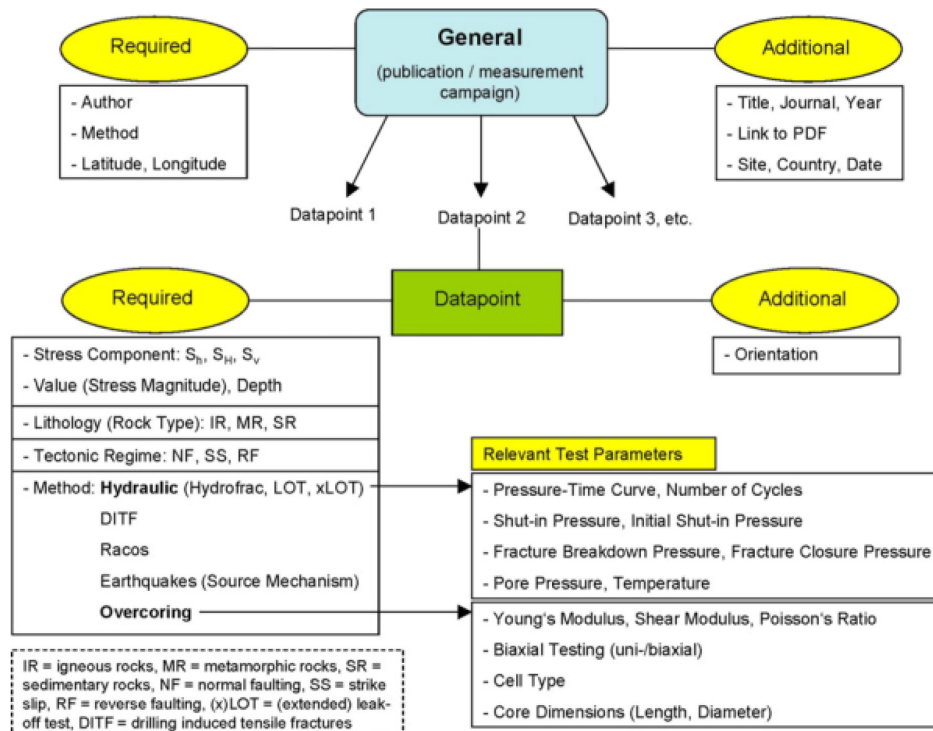 Required
General
(publication / measurement
campaign)
Additional
- Author
- Method
- Latitude, Longitude
- Title, Journal, Year
- Link to PDF
- Site, Country, Date
Datapoint 1
Datapoint 2
Datapoint 3, etc.
Required
Datapoint
Additional
- Stress Component: Sh, SH, Sv
- Value (Stress Magnitude), Depth
- Lithology (Rock Type): IR, MR, SR
- Tectonic Regime: NF, SS, RF
- Method: Hydraulic (Hydrofrac, LOT, xLOT)
DITF
Racos
Earthquakes (Source Mechanism)
Overcoring
- Orientation
Relevant Test Parameters
- Pressure-Time Curve, Number of Cycles
- Shut-in Pressure, Initial Shut-in Pressure
- Fracture Breakdown Pressure, Fracture Closure Pressure
- Pore Pressure, Temperature
- Young's Modulus, Shear Modulus, Poisson's Ratio
- Biaxial Testing (uni-/biaxial)
- Cell Type
- Core Dimensions (Length, Diameter)
IR = igneous rocks, MR = metamorphic rocks, SR =
sedimentary rocks, NF = normal faulting, SS = strike
slip, RF = reverse faulting, (x)LOT = (extended) leak-
off test, DITF = drilling induced tensile fractures